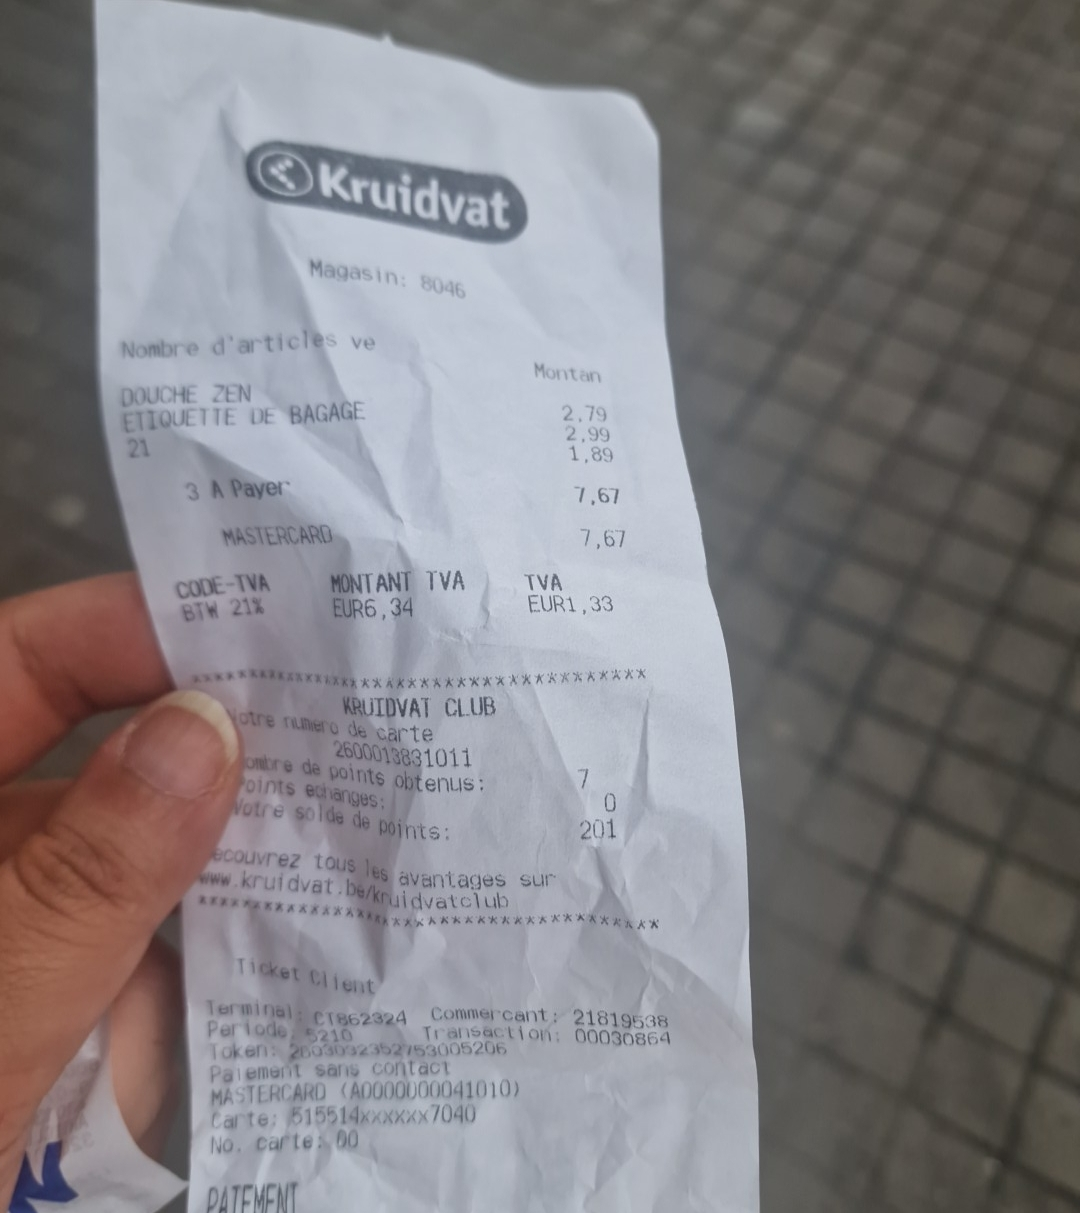 Kruidvat
Magasin: 8046
Nombre d'articles ve
Montan
DOUCHE ZEN 2,79
ETIQUETTE DE BAGAGE 2,99
21 1,89
3 A Payer 7,67
MASTERCARD 7,67
CODE-TVA MONTANT TVA TVA
BTW 21% EUR6,34 EUR1,33
****************************************
KRUIDVAT CLUB
Votre numero de carte
2600013831011
ombre de points obtenus: 7
oints echanges: 0
Votre solde de points: 201
ecouvrez tous les avantages sur
www.kruidvat.be/kruidvatclub
****************************************
Ticket Client
Terminal: CT862324 Commercant: 21819538
Periode: 5210 Transaction: 00030864
Token:
Paiement sans contact
MASTERCARD (A0000000041010)
Carte: 515514xxxxxx7040
No. carte: 00
PAIEMENT